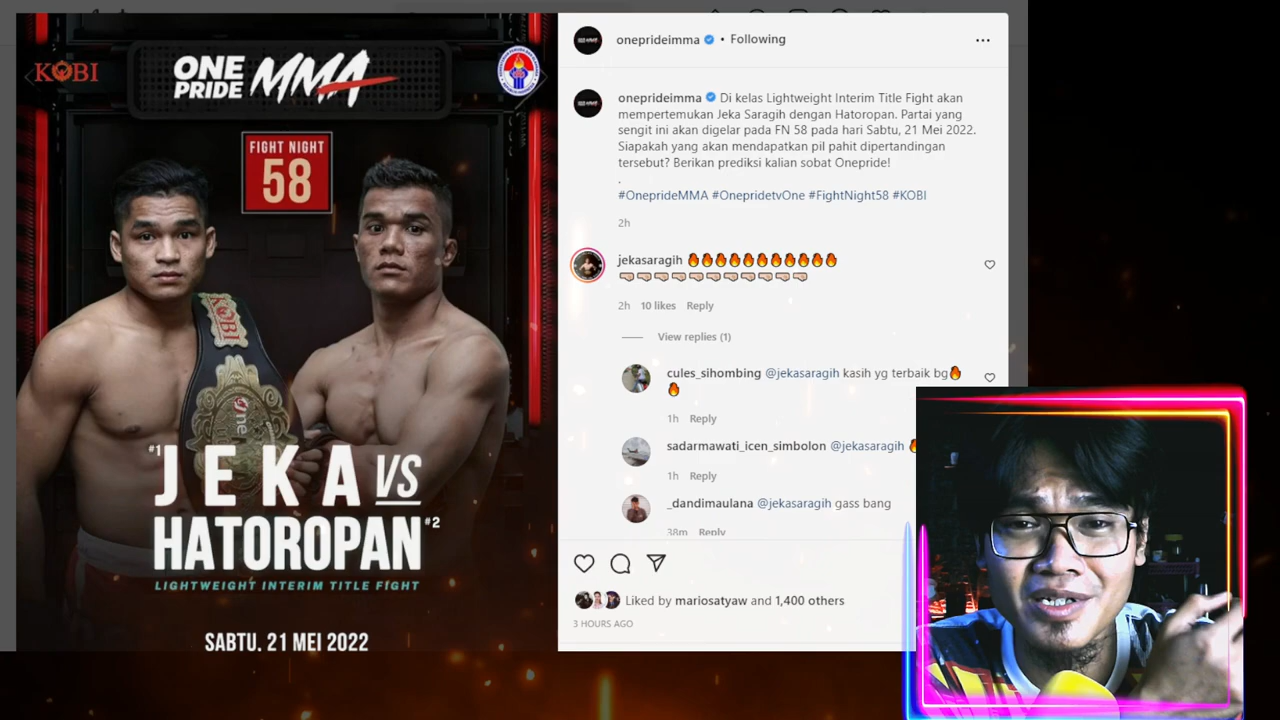 KOBI
ONE PRIDE MMA
FIGHT NIGHT
58
KOBI
One
#1 JEKA VS
HATOROPAN #2
LIGHTWEIGHT INTERIM TITLE FIGHT
SABTU, 21 MEI 2022
oneprideimma • Following
oneprideimma Di kelas Lightweight Interim Title Fight akan
mempertemukan Jeka Saragih dengan Hatoropan. Partai yang
sengit ini akan digelar pada FN 58 pada hari Sabtu, 21 Mei 2022.
Siapakah yang akan mendapatkan pil pahit dipertandingan
tersebut? Berikan prediksi kalian sobat Onepride!
.
#OneprideMMA #OnepridetvOne #FightNight58 #KOBI
2h
jekasaragih 🔥🔥🔥🔥🔥🔥🔥🔥🔥🔥🔥
🤜🏻🤜🏻🤜🏻🤜🏻🤜🏻🤜🏻🤜🏻🤜🏻🤜🏻🤜🏻🤜🏻
2h 10 likes Reply
View replies (1)
cules_sihombing @jekasaragih kasih yg terbaik bg🔥
🔥
1h Reply
sadarmawati_icen_simbolon @jekasaragih 🔥
1h Reply
_dandimaulana @jekasaragih gass bang
38m Reply
Liked by mariosatyaw and 1,400 others
3 HOURS AGO